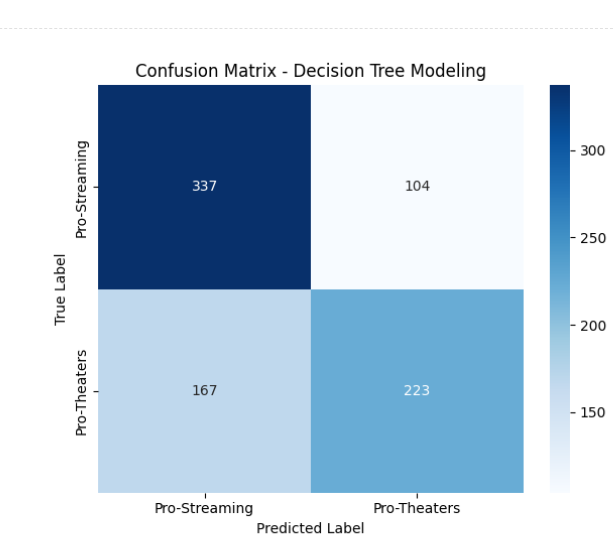 Confusion Matrix - Decision Tree Modeling
True Label
Pro-Streaming
Pro-Theaters
337
104
167
223
300
250
200
150
Pro-Streaming
Pro-Theaters
Predicted Label